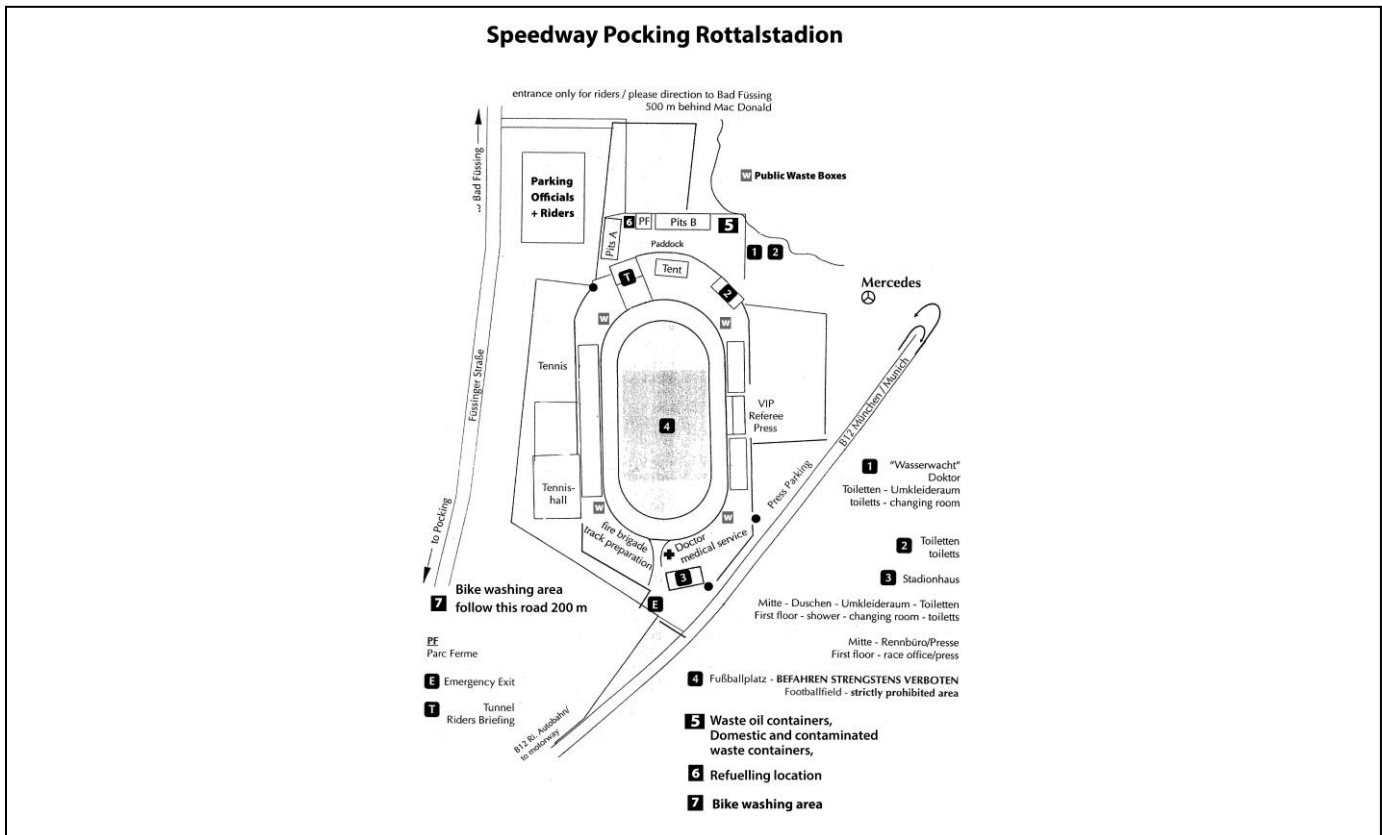 Speedway Pocking Rottalstadion
entrance only for riders / please direction to Bad Füssing
500 m behind Mac Donald
Bad Füssing
Parking
Officials
+ Riders
W Public Waste Boxes
6
PF
Pits B
5
Pits A
Paddock
1 2
T
Tent
2
Mercedes
W
W
Füssinger Straße
Tennis
VIP
Referee
Press
4
B12 München / Munich
Press Parking
Tennis-
hall
W
W
fire brigade
track preparation
Doctor
medical service
3
E
to Pocking
1 "Wasserwacht"
Doktor
Toiletten - Umkleideraum
toiletts - changing room
2 Toiletten
toiletts
3 Stadionhaus
Mitte - Duschen - Umkleideraum - Toiletten
First floor - shower - changing room - toiletts
Mitte - Rennbüro/Presse
First floor - race office/press
7 Bike washing area
follow this road 200 m
PF
Parc Ferme
E Emergency Exit
T Tunnel
Riders Briefing
B12 Ri. Autobahn/
to motorway
4 Fußballplatz - BEFAHREN STRENGSTENS VERBOTEN
Footballfield - strictly prohibited area
5 Waste oil containers,
Domestic and contaminated
waste containers,
6 Refuelling location
7 Bike washing area